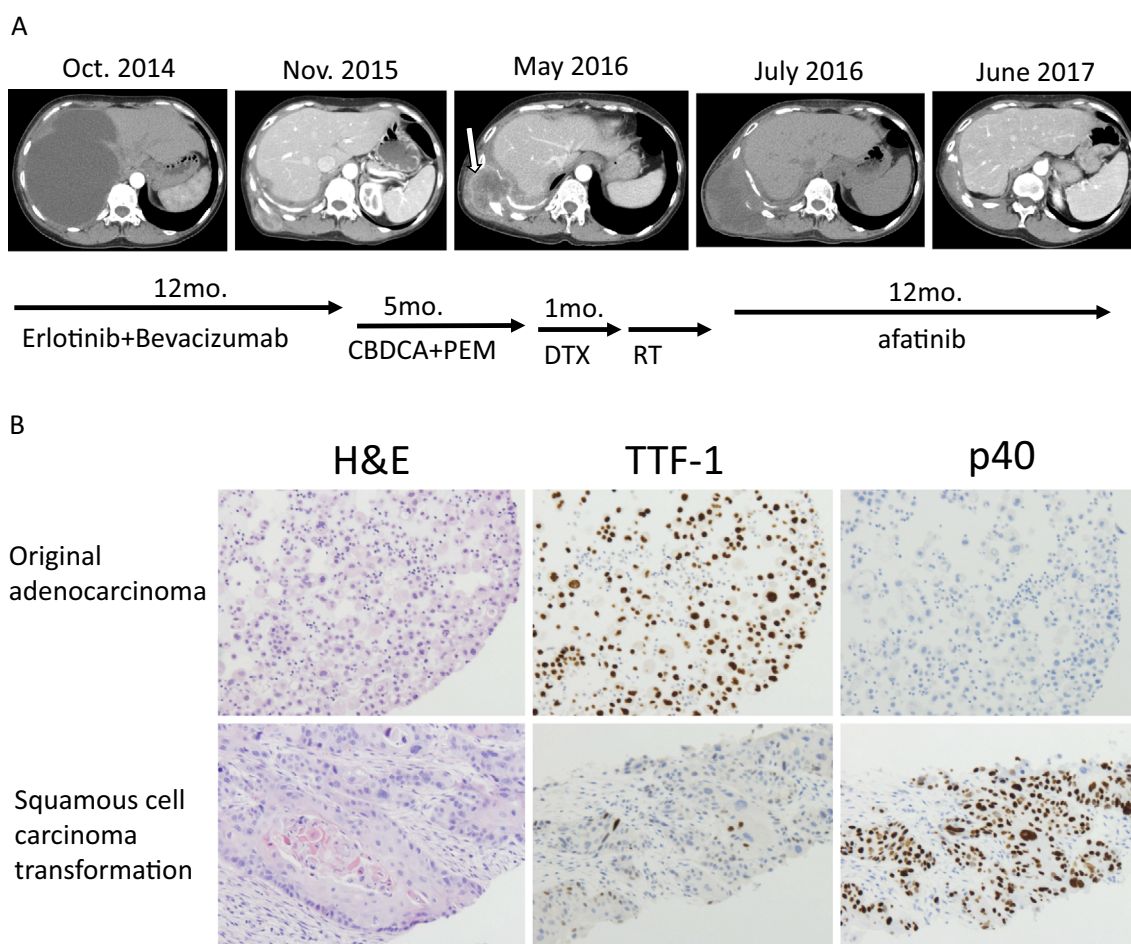 A
Oct. 2014
Nov. 2015
May 2016
July 2016
June 2017
12mo.
Erlotinib+Bevacizumab
5mo.
CBDCA+PEM
1mo.
DTX
RT
12mo.
afatinib
B
H&E
TTF-1
p40
Original
adenocarcinoma
Squamous cell
carcinoma
transformation